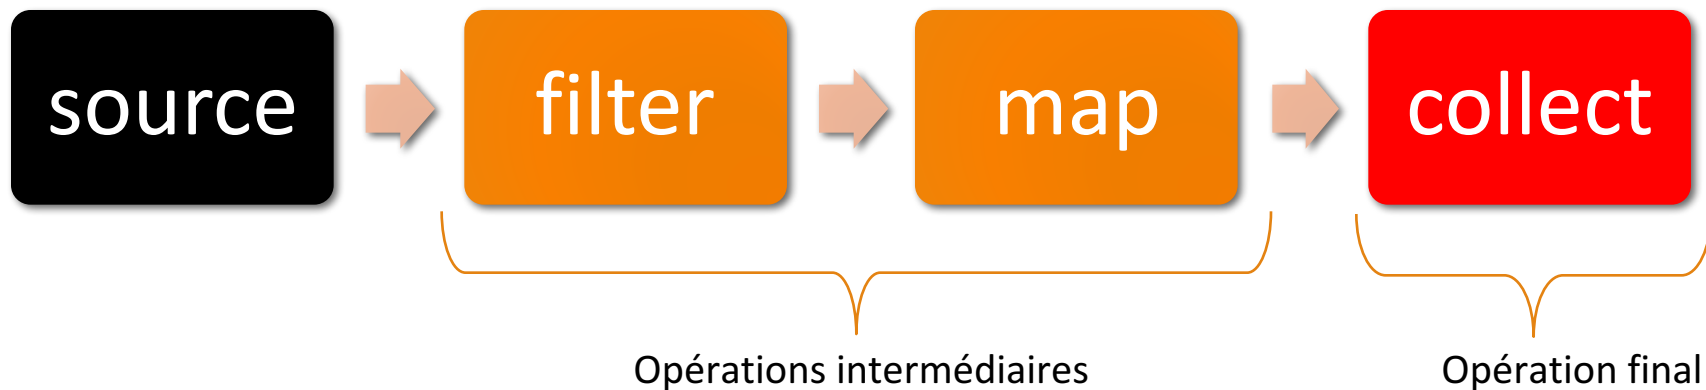 source
filter
map
collect
Opérations intermédiaires
Opération final